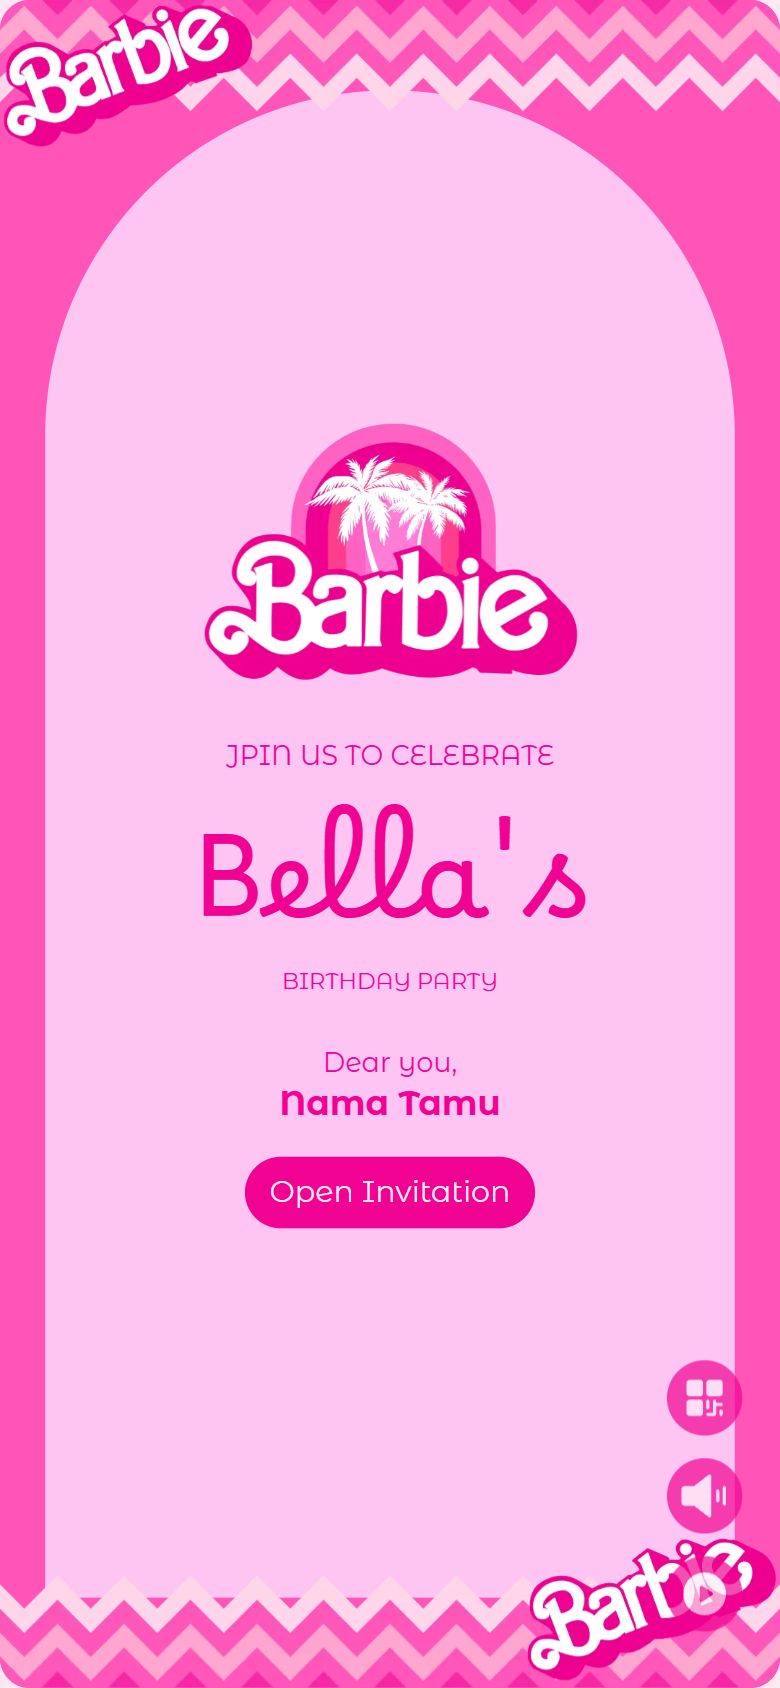 Barbie
Barbie
JPIN US TO CELEBRATE
Bella's
BIRTHDAY PARTY
Dear you,
Nama Tamu
Open Invitation
Barbie